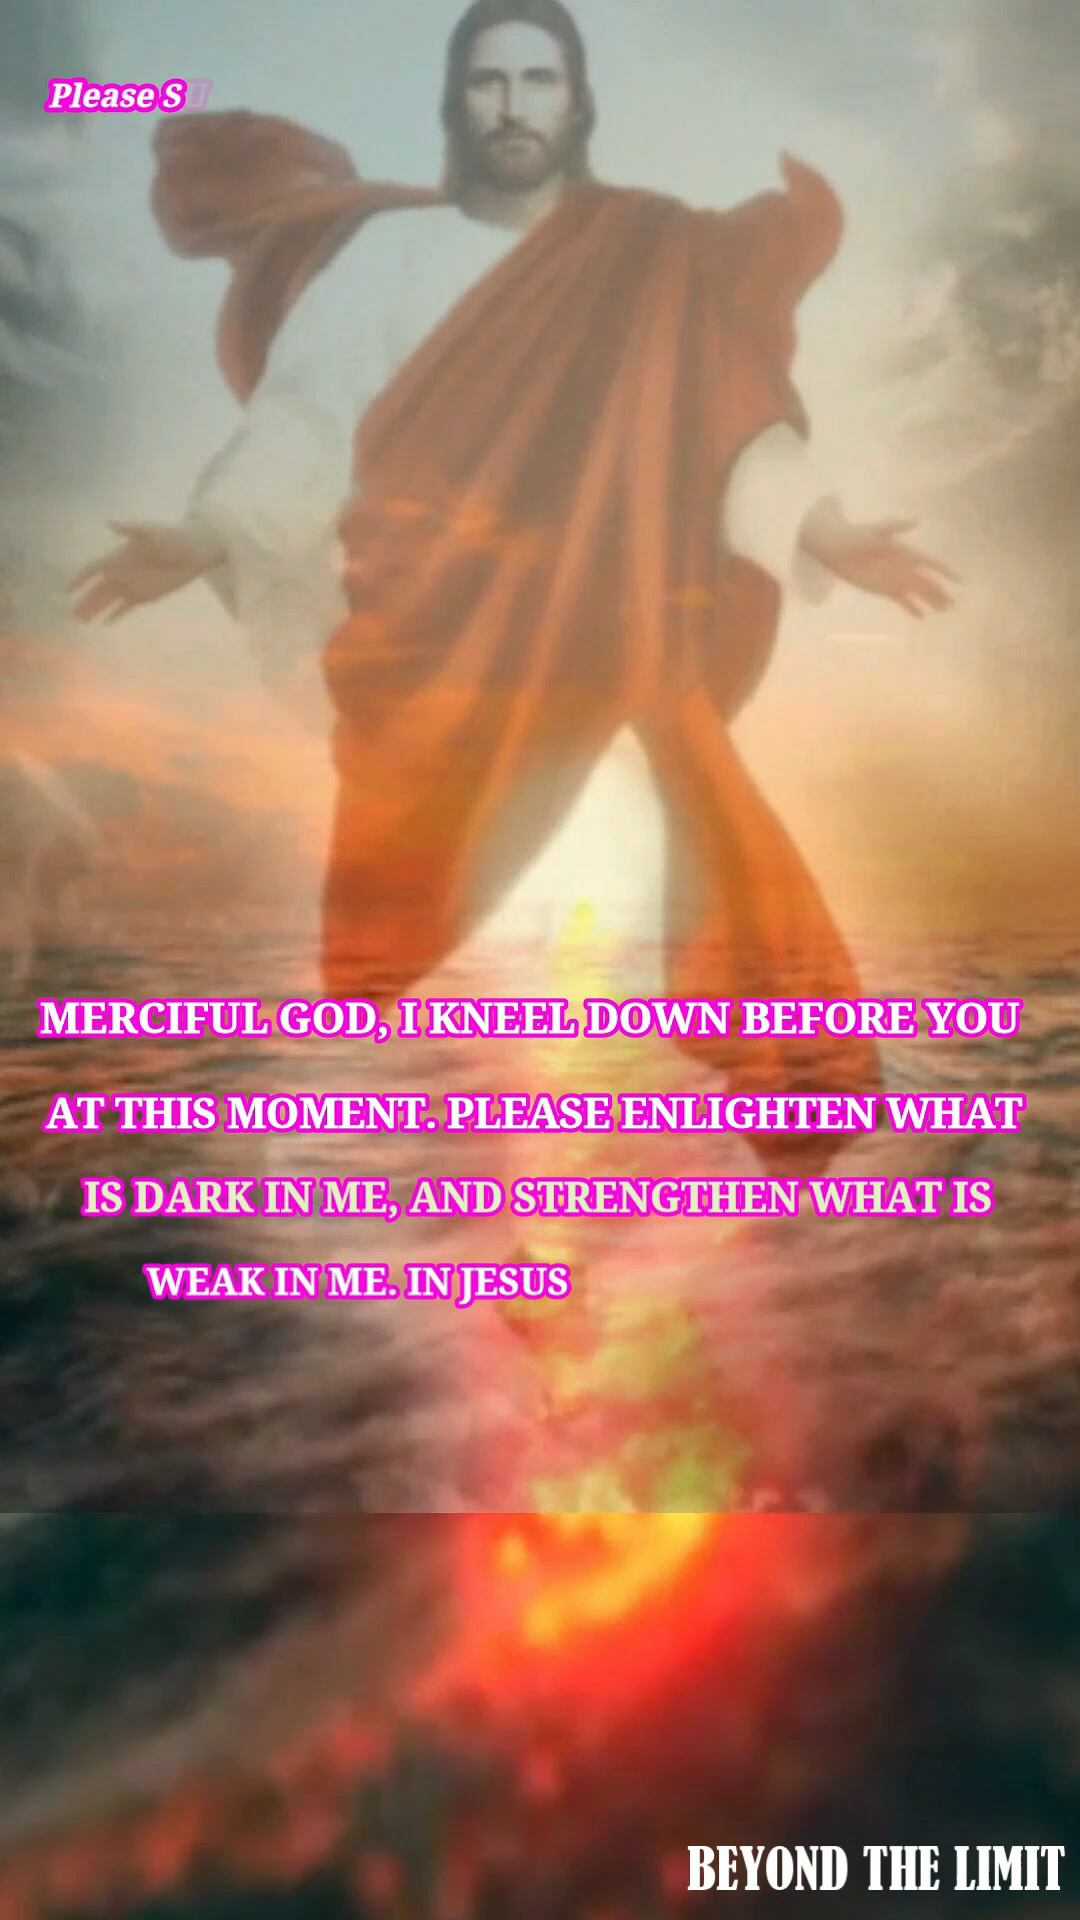 Please SU
MERCIFUL GOD, I KNEEL DOWN BEFORE YOU
AT THIS MOMENT. PLEASE ENLIGHTEN WHAT
IS DARK IN ME, AND STRENGTHEN WHAT IS
WEAK IN ME. IN JESUS
BEYOND THE LIMIT